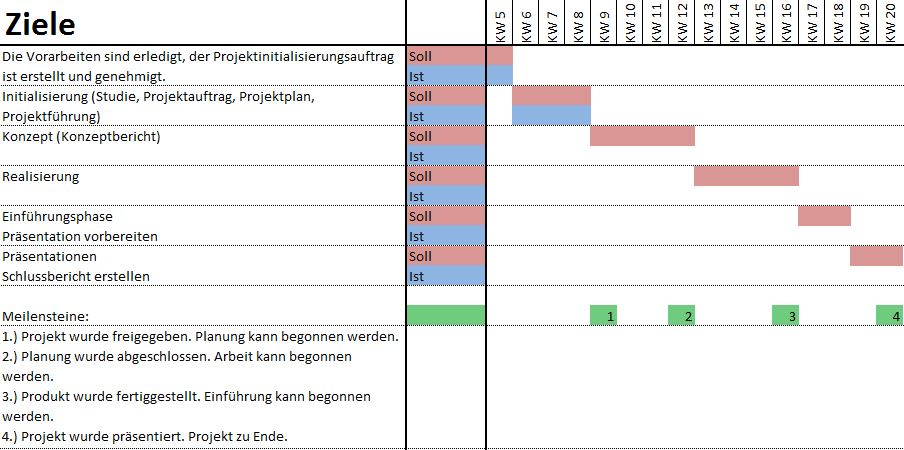 Ziele
KW 5 KW 6 KW 7 KW 8 KW 9 KW 10 KW 11 KW 12 KW 13 KW 14 KW 15 KW 16 KW 17 KW 18 KW 19 KW 20
Die Vorarbeiten sind erledigt, der Projektinitialisierungsauftrag Soll
ist erstellt und genehmigt. Ist
Initialisierung (Studie, Projektauftrag, Projektplan, Soll
Projektführung) Ist
Konzept (Konzeptbericht) Soll
Ist
Realisierung Soll
Ist
Einführungsphase Soll
Präsentation vorbereiten Ist
Präsentationen Soll
Schlussbericht erstellen Ist
Meilensteine: 1 2 3 4
1.) Projekt wurde freigegeben. Planung kann begonnen werden.
2.) Planung wurde abgeschlossen. Arbeit kann begonnen
werden.
3.) Produkt wurde fertiggestellt. Einführung kann begonnen
werden.
4.) Projekt wurde präsentiert. Projekt zu Ende.